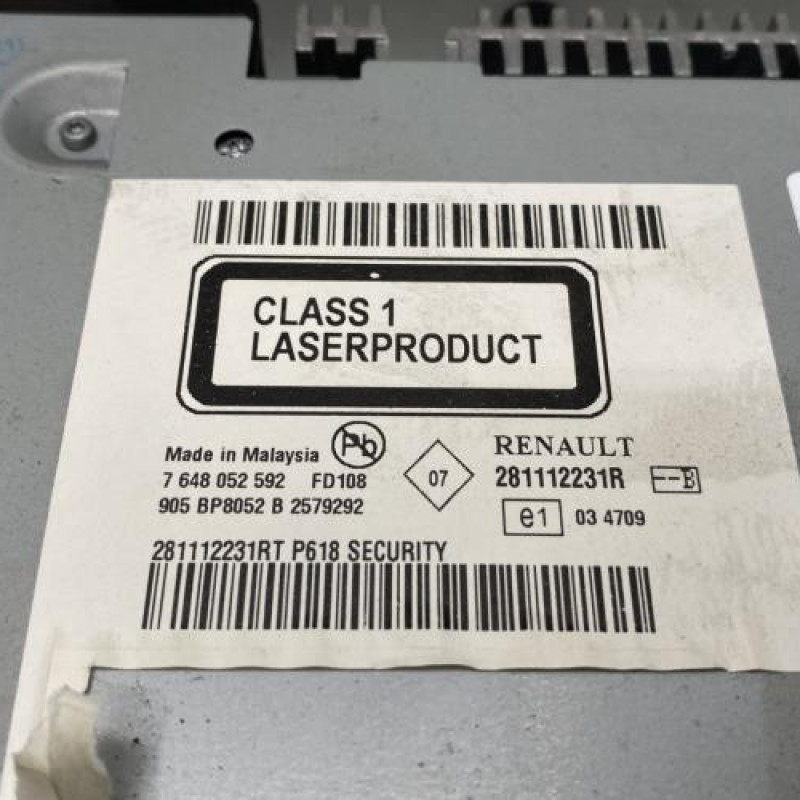 CLASS 1
LASERPRODUCT
Made in Malaysia Pb
7 648 052 592 FD108
905 BP8052 B 2579292
07
RENAULT
281112231R --E
e1 03 4709
281112231RT P618 SECURITY